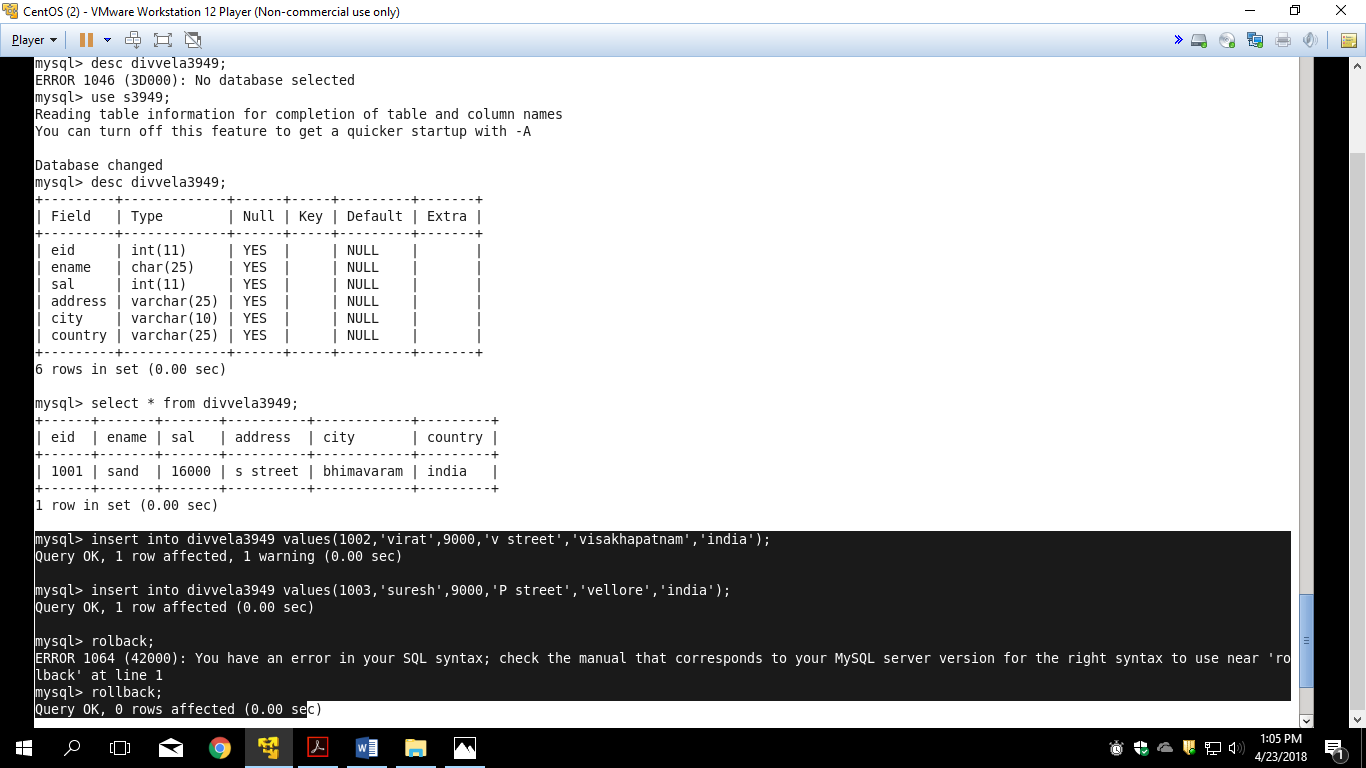 CentOS (2) - VMware Workstation 12 Player (Non-commercial use only)
Player
mysql> desc divvela3949;
ERROR 1046 (3D000): No database selected
mysql> use s3949;
Reading table information for completion of table and column names
You can turn off this feature to get a quicker startup with -A
Database changed
mysql> desc divvela3949;
+---------+-------------+------+-----+---------+-------+
| Field   | Type        | Null | Key | Default | Extra |
+---------+-------------+------+-----+---------+-------+
| eid     | int(11)     | YES  |     | NULL    |       |
| ename   | char(25)    | YES  |     | NULL    |       |
| sal     | int(11)     | YES  |     | NULL    |       |
| address | varchar(25) | YES  |     | NULL    |       |
| city    | varchar(10) | YES  |     | NULL    |       |
| country | varchar(25) | YES  |     | NULL    |       |
+---------+-------------+------+-----+---------+-------+
6 rows in set (0.00 sec)
mysql> select * from divvela3949;
+------+-------+-------+----------+------------+---------+
| eid  | ename | sal   | address  | city       | country |
+------+-------+-------+----------+------------+---------+
| 1001 | sand  | 16000 | s street | bhimavaram | india   |
+------+-------+-------+----------+------------+---------+
1 row in set (0.00 sec)
mysql> insert into divvela3949 values(1002,'virat',9000,'v street','visakhapatnam','india');
Query OK, 1 row affected, 1 warning (0.00 sec)
mysql> insert into divvela3949 values(1003,'suresh',9000,'P street','vellore','india');
Query OK, 1 row affected (0.00 sec)
mysql> rolback;
ERROR 1064 (42000): You have an error in your SQL syntax; check the manual that corresponds to your MySQL server version for the right syntax to use near 'ro
lback' at line 1
mysql> rollback;
Query OK, 0 rows affected (0.00 sec)
1:05 PM
4/23/2018
1